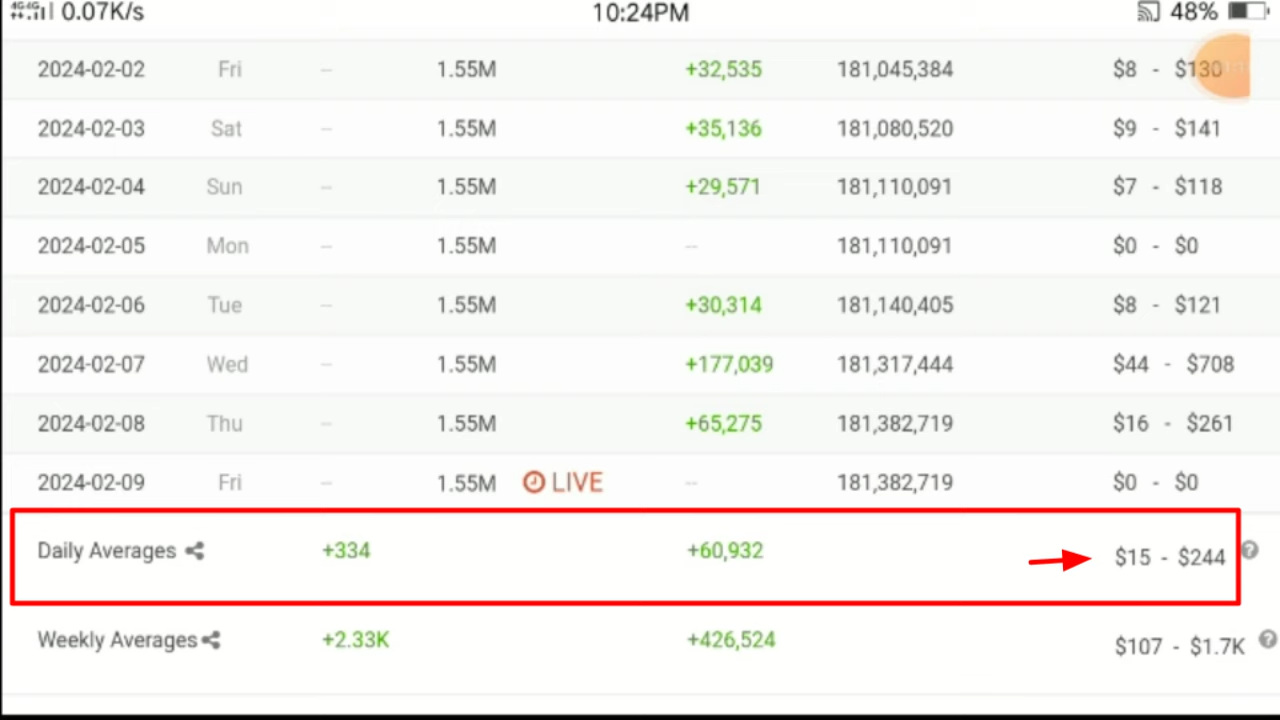 4G 4G 0.07K/s 10:24PM 48%
2024-02-02 Fri -- 1.55M +32,535 181,045,384 $8 - $130
2024-02-03 Sat -- 1.55M +35,136 181,080,520 $9 - $141
2024-02-04 Sun -- 1.55M +29,571 181,110,091 $7 - $118
2024-02-05 Mon -- 1.55M -- 181,110,091 $0 - $0
2024-02-06 Tue -- 1.55M +30,314 181,140,405 $8 - $121
2024-02-07 Wed -- 1.55M +177,039 181,317,444 $44 - $708
2024-02-08 Thu -- 1.55M +65,275 181,382,719 $16 - $261
2024-02-09 Fri -- 1.55M LIVE -- 181,382,719 $0 - $0
Daily Averages +334 +60,932 $15 - $244 ?
Weekly Averages +2.33K +426,524 $107 - $1.7K ?